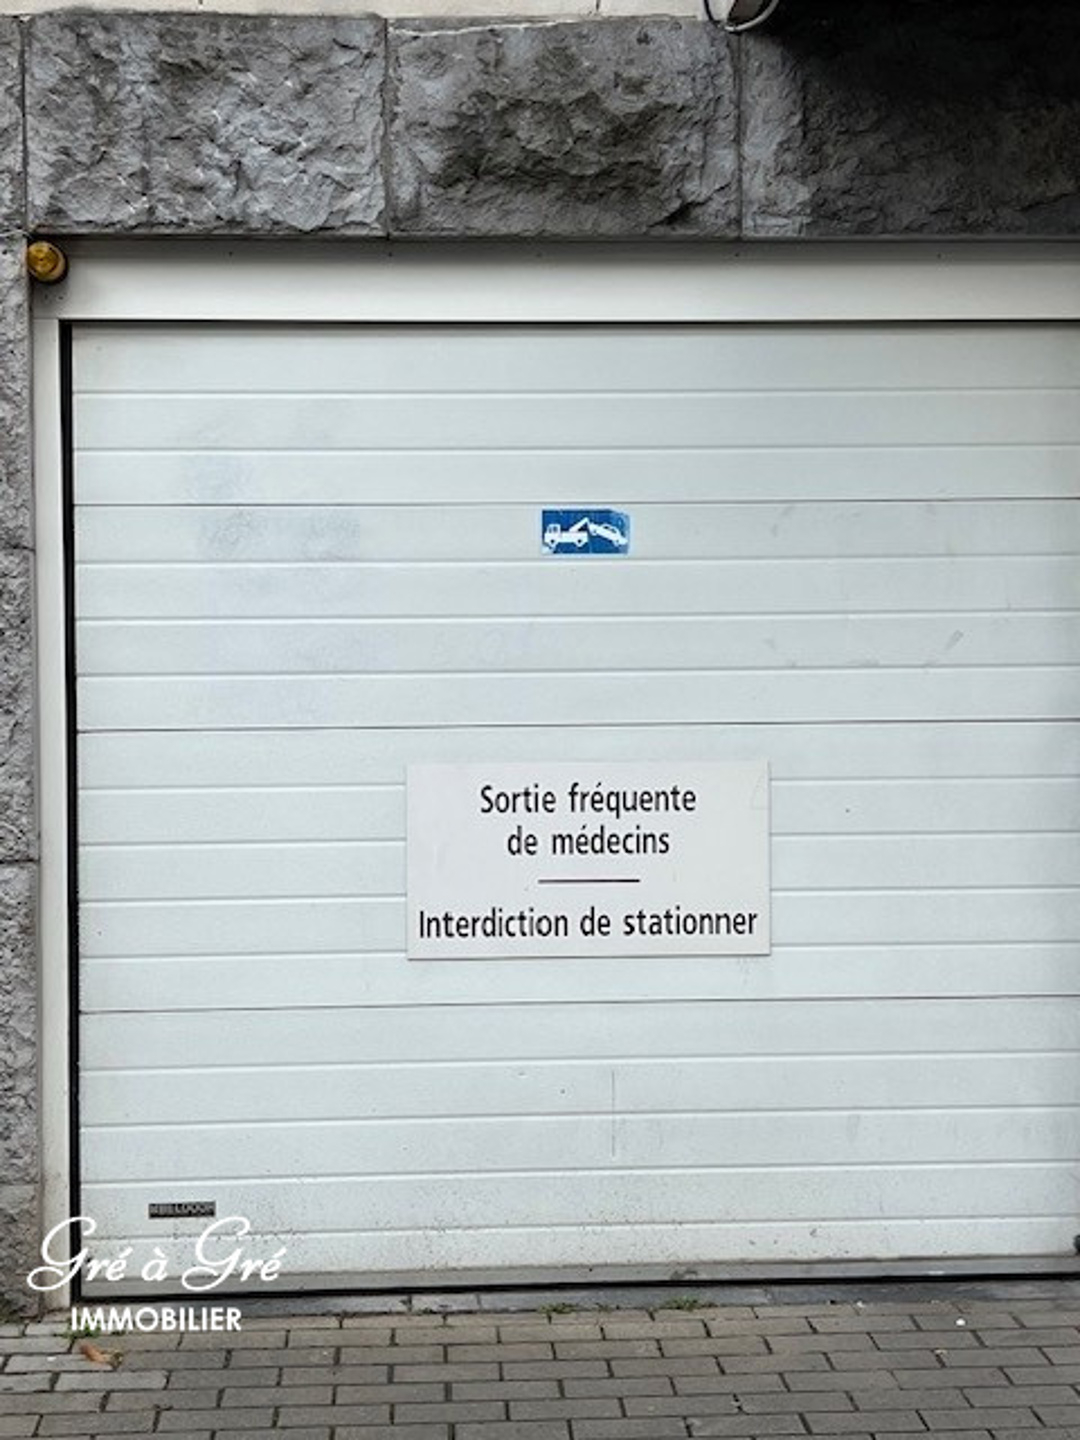 Sortie fréquente
de médecins
Interdiction de stationner
Gré à Gré
IMMOBILIER